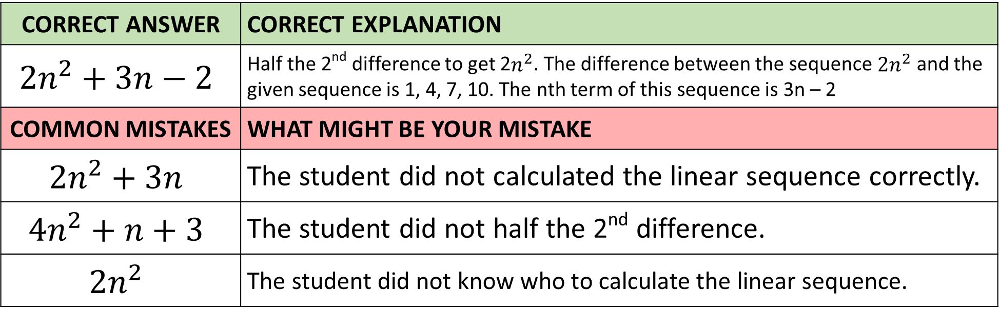 CORRECT ANSWER
CORRECT EXPLANATION
2n² + 3n − 2
Half the 2nd difference to get 2n². The difference between the sequence 2n² and the
given sequence is 1, 4, 7, 10. The nth term of this sequence is 3n – 2
COMMON MISTAKES
WHAT MIGHT BE YOUR MISTAKE
2n² + 3n
The student did not calculated the linear sequence correctly.
4n² + n + 3
The student did not half the 2nd difference.
2n²
The student did not know who to calculate the linear sequence.